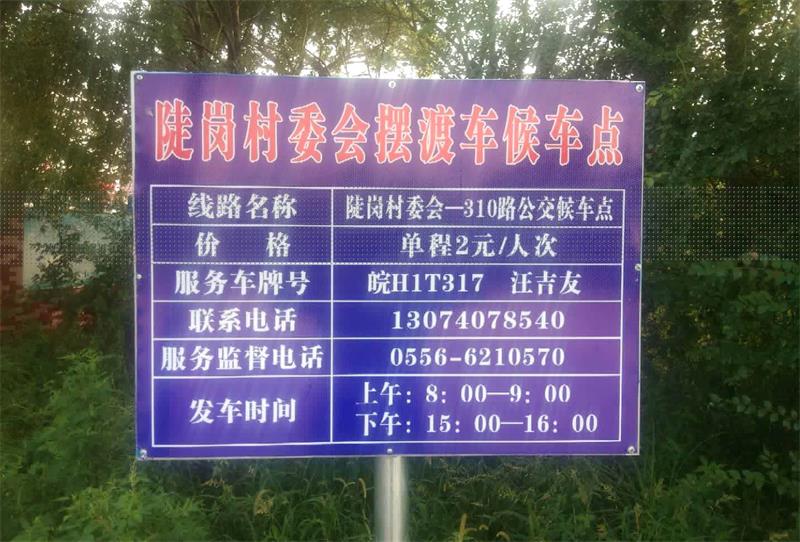 陡岗村委会摆渡车候车点
线路名称 陡岗村委会—310路公交候车点
价 格 单程2元/人次
服务车牌号 皖H1T317 汪吉友
联系电话 13074078540
服务监督电话 0556-6210570
发车时间 上午：8：00—9：00
下午：15：00—16：00